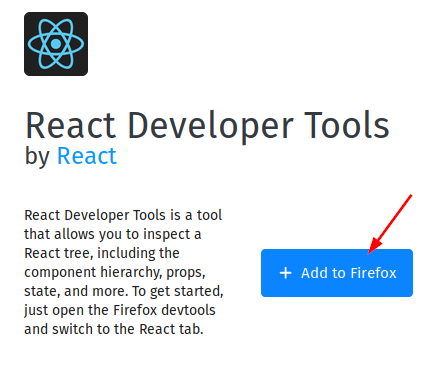 React Developer Tools
by React
React Developer Tools is a tool
that allows you to inspect a
React tree, including the
component hierarchy, props,
state, and more. To get started,
just open the Firefox devtools
and switch to the React tab.
+ Add to Firefox